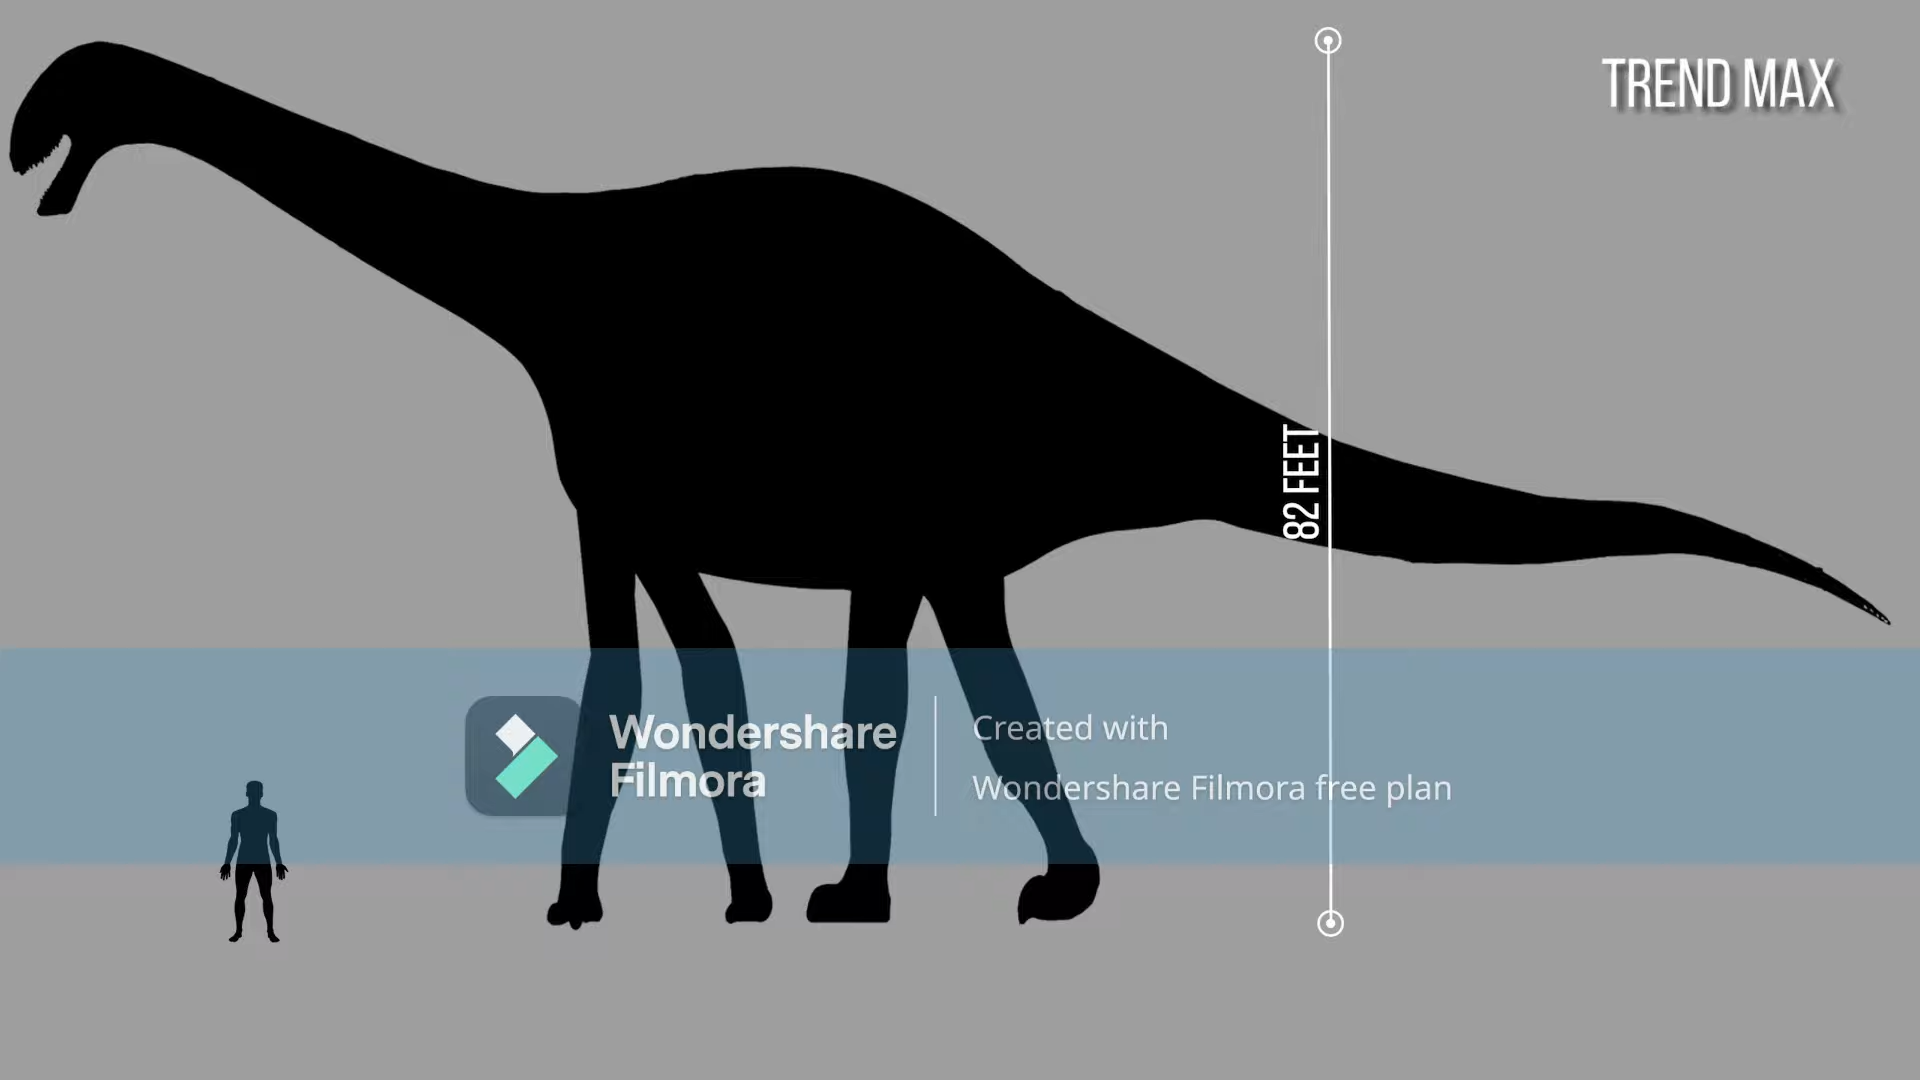 TREND MAX
82 FEET
Wondershare
Filmora
Created with
Wondershare Filmora free plan